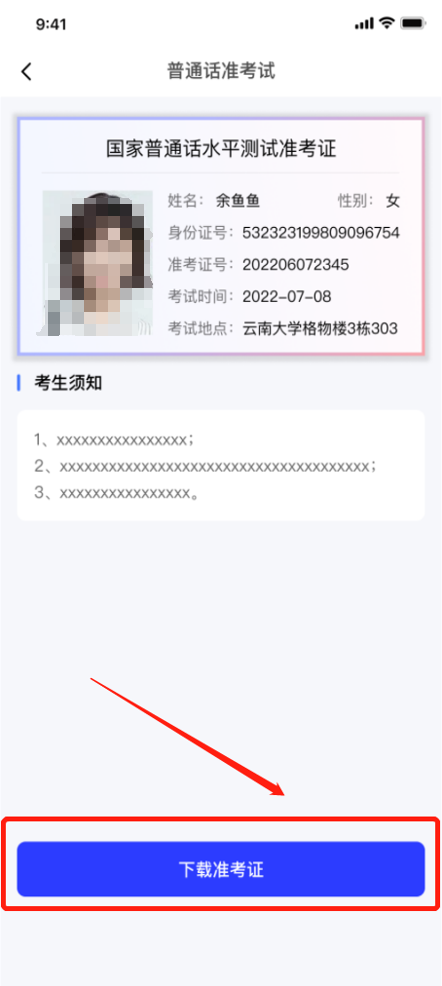 9:41
普通话准考试
国家普通话水平测试准考证
姓名： 余鱼鱼 性别： 女
身份证号：532323199809096754
准考证号：202206072345
考试时间：2022-07-08
考试地点：云南大学格物楼3栋303
考生须知
1、xxxxxxxxxxxxxxxx；
2、xxxxxxxxxxxxxxxxxxxxxxxxxxxxxxxxxxxxxx；
3、xxxxxxxxxxxxxxxx。
下载准考证